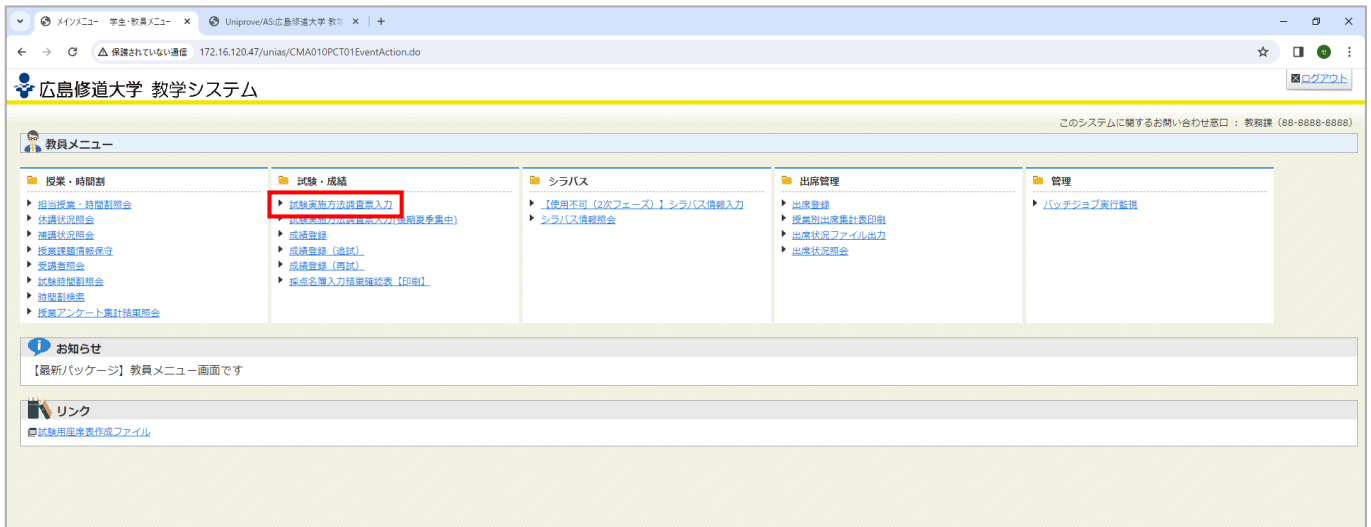 メインメニュー 学生・教員メニュー
Uniprove/AS:広島修道大学 教
保護されていない通信 172.16.120.47/unias/CMA010PCT01EventAction.do
広島修道大学 教学システム
ログアウト
このシステムに関するお問い合わせ窓口 : 教務課 (88-8888-8888)
教員メニュー
授業・時間割
担当授業・時間割照会
休講状況照会
補講状況照会
授業課題情報保守
受講者照会
試験時間割照会
時間割検索
授業アンケート集計結果照会
試験・成績
試験実施方法調査票入力
試験実施方法調査票入力(後期夏季集中)
成績登録
成績登録（追試）
成績登録（再試）
採点名簿入力結果確認表【印刷】
シラバス
【使用不可（2次フェーズ）】シラバス情報入力
シラバス情報照会
出席管理
出席登録
授業別出席集計表印刷
出席状況ファイル出力
出席状況照会
管理
バッチジョブ実行監視
お知らせ
【最新パッケージ】教員メニュー画面です
リンク
試験用座席表作成ファイル